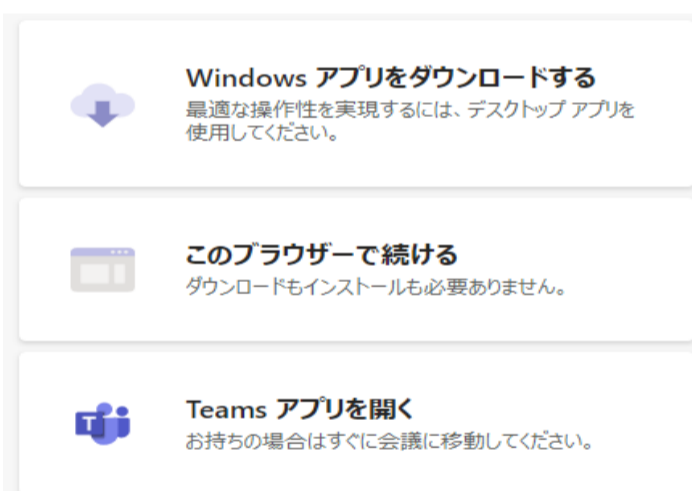 Windows アプリをダウンロードする
最適な操作性を実現するには、デスクトップ アプリを
使用してください。
このブラウザーで続ける
ダウンロードもインストールも必要ありません。
T
Teams アプリを開く
お持ちの場合はすぐに会議に移動してください。